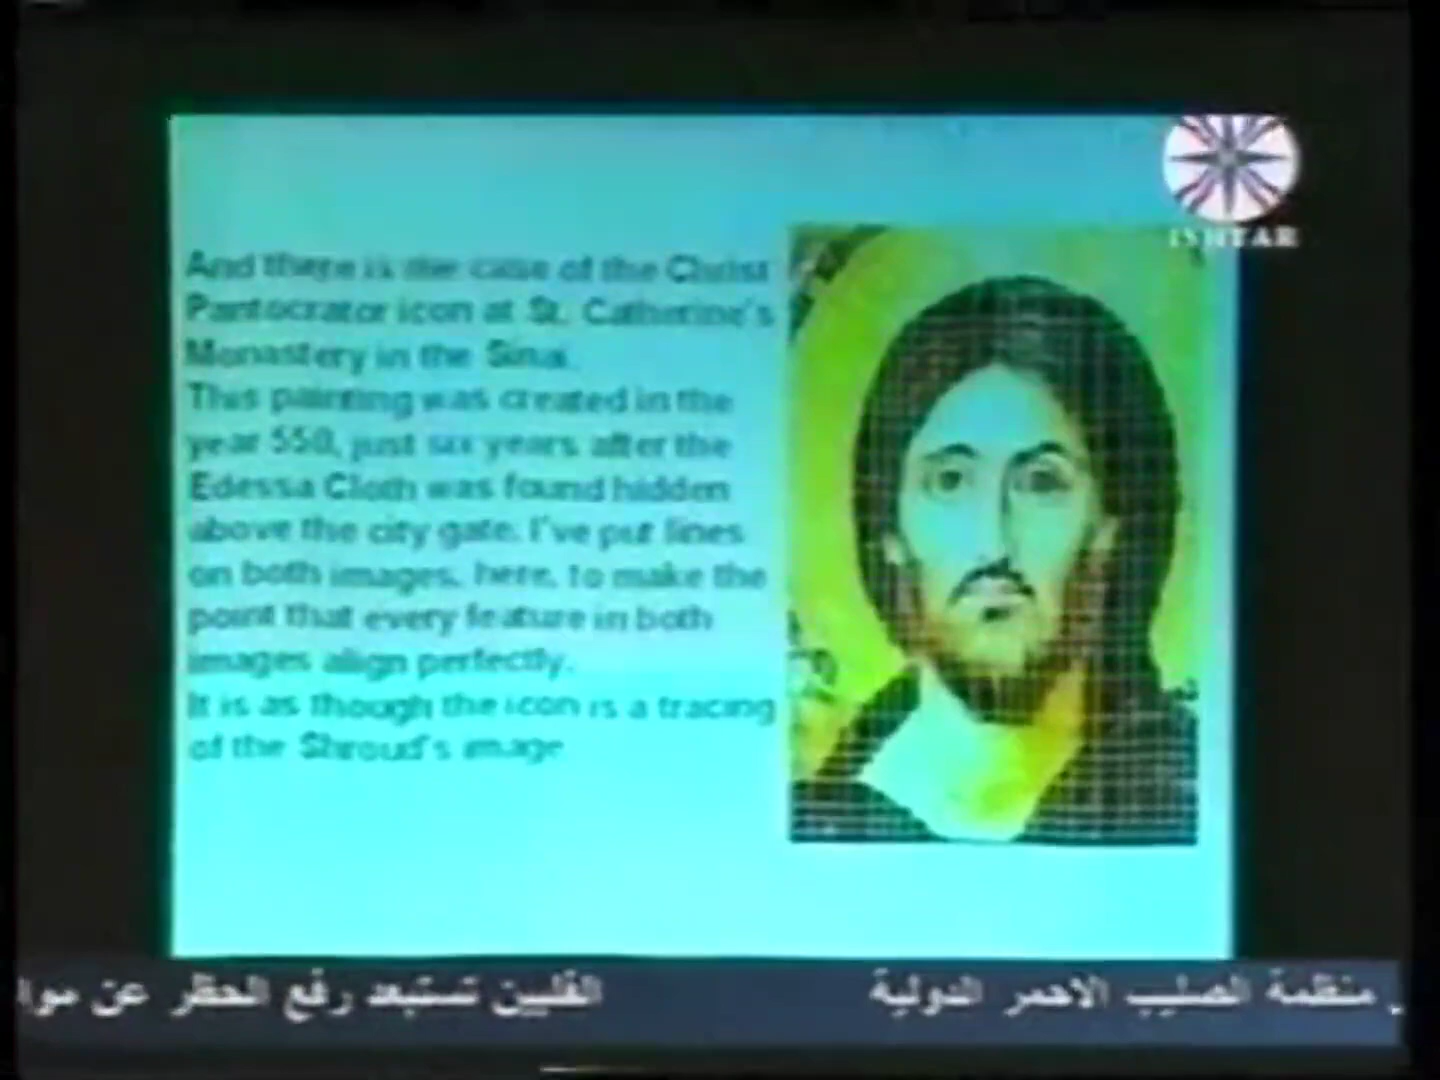 ISHTAR
And there is the case of the Christ
Pantocrator icon at St. Catherine's
Monastery in the Sinai.
This painting was created in the
year 550, just six years after the
Edessa Cloth was found hidden
above the city gate. I've put lines
on both images, here, to make the
point that every feature in both
images align perfectly.
It is as though the icon is a tracing
of the Shroud's image
منظمة الصليب الاحمر الدولية
الفلبين تستبعد رفع الحظر عن